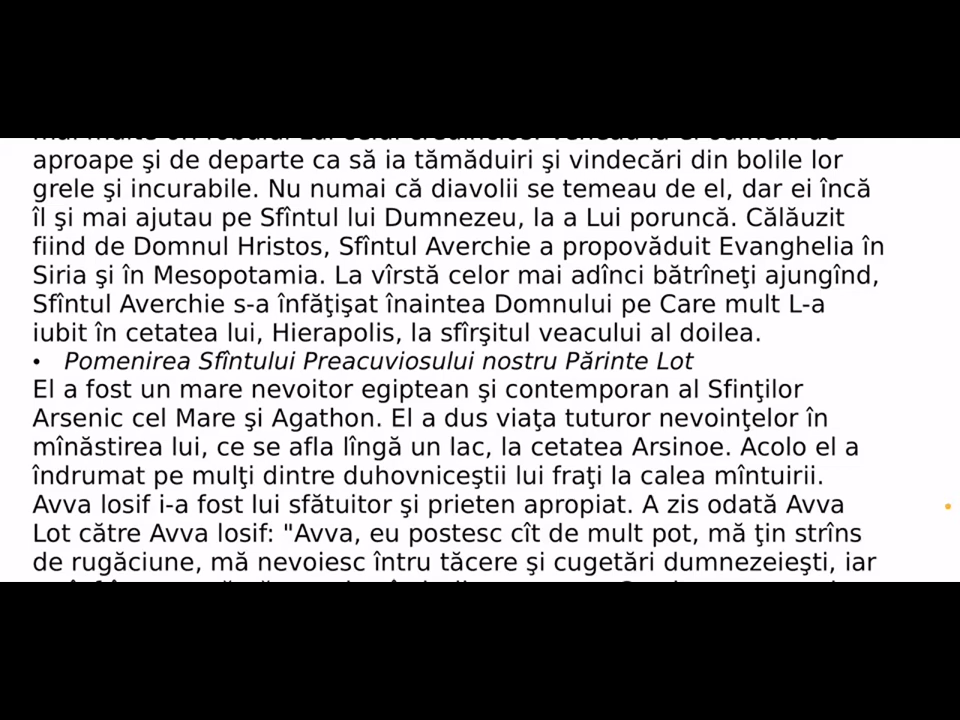 aproape şi de departe ca să ia tămăduiri şi vindecări din bolile lor
grele şi incurabile. Nu numai că diavolii se temeau de el, dar ei încă
îl şi mai ajutau pe Sfîntul lui Dumnezeu, la a Lui poruncă. Călăuzit
fiind de Domnul Hristos, Sfîntul Averchie a propovăduit Evanghelia în
Siria şi în Mesopotamia. La vîrstă celor mai adînci bătrîneţi ajungînd,
Sfîntul Averchie s-a înfăţişat înaintea Domnului pe Care mult L-a
iubit în cetatea lui, Hierapolis, la sfîrşitul veacului al doilea.
• Pomenirea Sfîntului Preacuviosului nostru Părinte Lot
El a fost un mare nevoitor egiptean şi contemporan al Sfinţilor
Arsenic cel Mare şi Agathon. El a dus viaţa tuturor nevoinţelor în
mînăstirea lui, ce se afla lîngă un lac, la cetatea Arsinoe. Acolo el a
îndrumat pe mulţi dintre duhovniceştii lui fraţi la calea mîntuirii.
Avva losif i-a fost lui sfătuitor şi prieten apropiat. A zis odată Avva
Lot către Avva losif: "Avva, eu postesc cît de mult pot, mă ţin strîns
de rugăciune, mă nevoiesc întru tăcere şi cugetări dumnezeieşti, iar